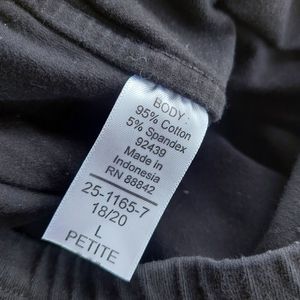 BODY:
95% Cotton
5% Spandex
92439
Made in
Indonesia
RN 88842
25-1165-7
18/20
L
PETITE